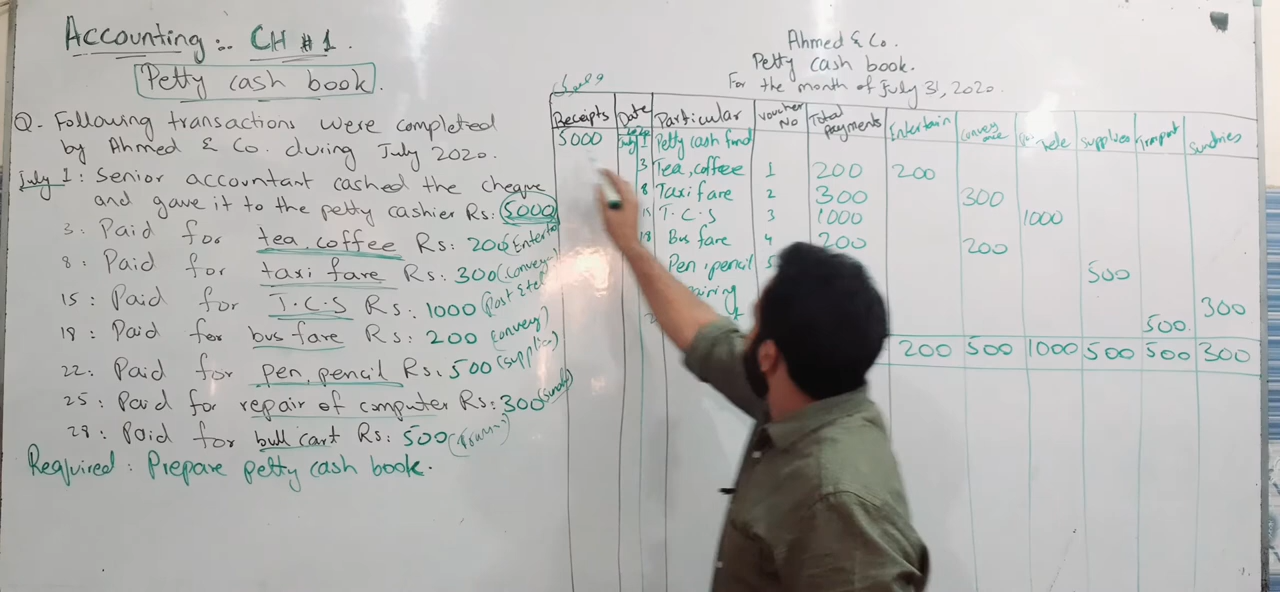 Accounting :- CH # 1.
Petty cash book.
Q. Following transactions were completed
by Ahmed & Co. during July 2020.
July 1: Senior accountant cashed the cheque
and gave it to the petty cashier Rs: 5000
3: Paid for tea, coffee Rs: 200 (Enterta
8: Paid for taxi fare Rs: 300 (convey
15: Paid for T.C.S Rs: 1000 (Post & tel
18: Paid for bus fare Rs: 200 (convey)
22: Paid for pen, pencil Rs. 500 (supplies)
25: Paid for repair of computer Rs: 300 (sundry)
28: Paid for bull cart Rs: 500
Required: Prepare petty cash book.
Ahmed & Co.
Petty cash book.
For the month of July 31, 2020.
Receipts Date Particular Voucher No Total payments Entertain Conveyance Tele supplies Transport Sundries
5000 July 1 Petty cash fund
3 Tea, coffee 1 200 200
8 Taxi fare 2 300 300
15 T.C.S 3 1000 1000
18 Bus fare 4 200 200
Pen, pencil 5 500
300
2 500
200 500 1000 500 500 300